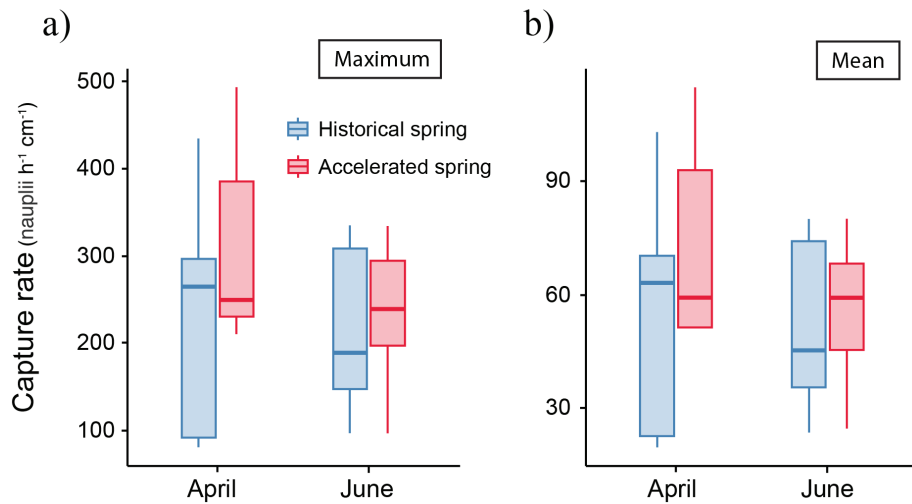 a)
Maximum
Capture rate (nauplii h⁻¹ cm⁻¹)
500
400
300
200
100
Historical spring
Accelerated spring
April
June
b)
Mean
90
60
30
April
June